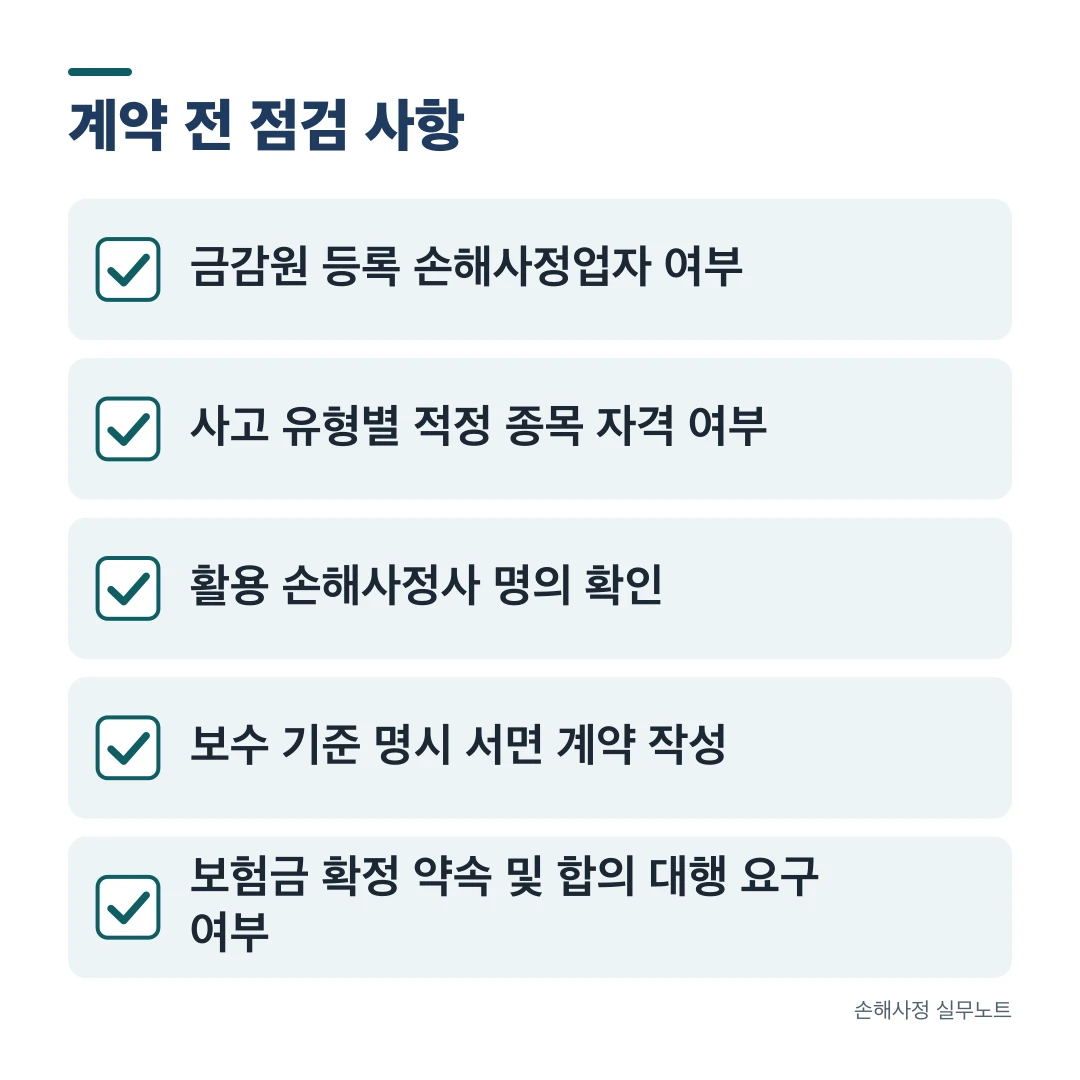 계약 전 점검 사항
금감원 등록 손해사정업자 여부
사고 유형별 적정 종목 자격 여부
활용 손해사정사 명의 확인
보수 기준 명시 서면 계약 작성
보험금 확정 약속 및 합의 대행 요구
여부
손해사정 실무노트